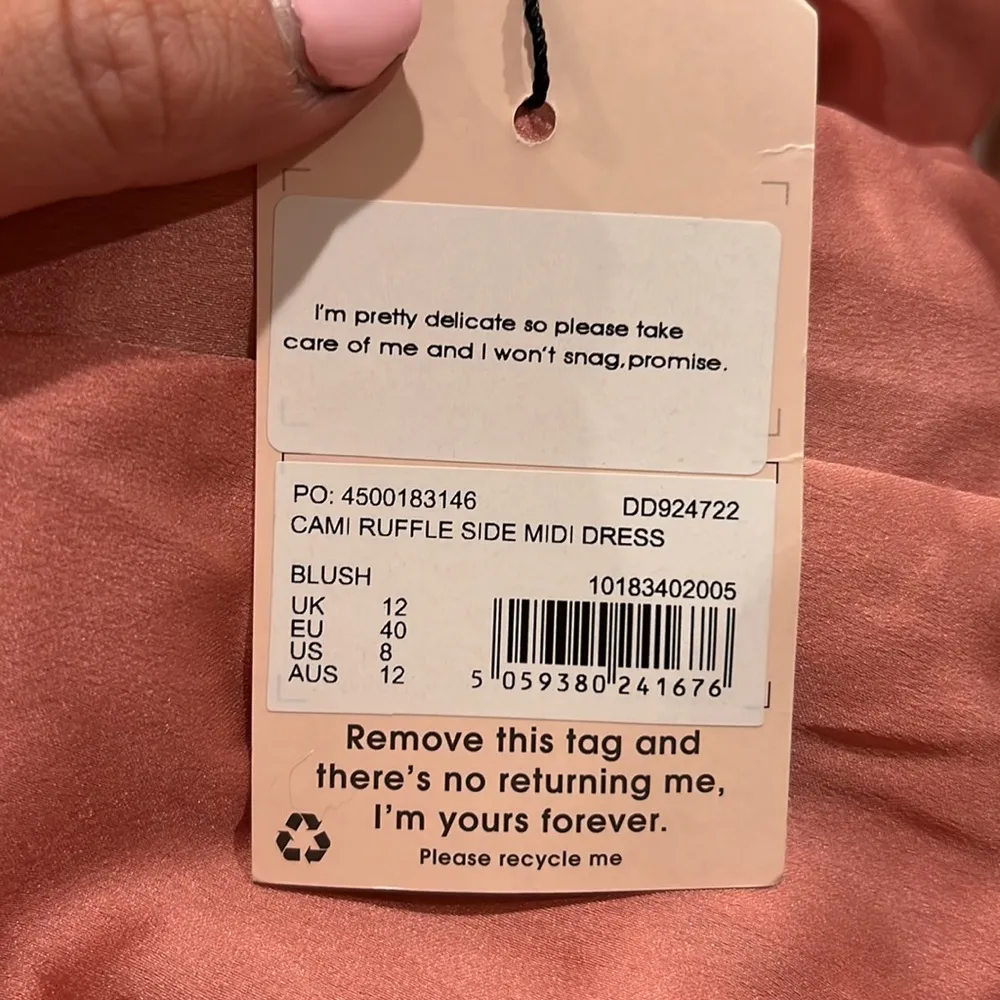 I'm pretty delicate so please take
care of me and I won't snag, promise.
PO: 4500183146 DD924722
CAMI RUFFLE SIDE MIDI DRESS
BLUSH 10183402005
UK 12
EU 40
US 8
AUS 12
5 059380 241676
Remove this tag and
there's no returning me,
I'm yours forever.
Please recycle me